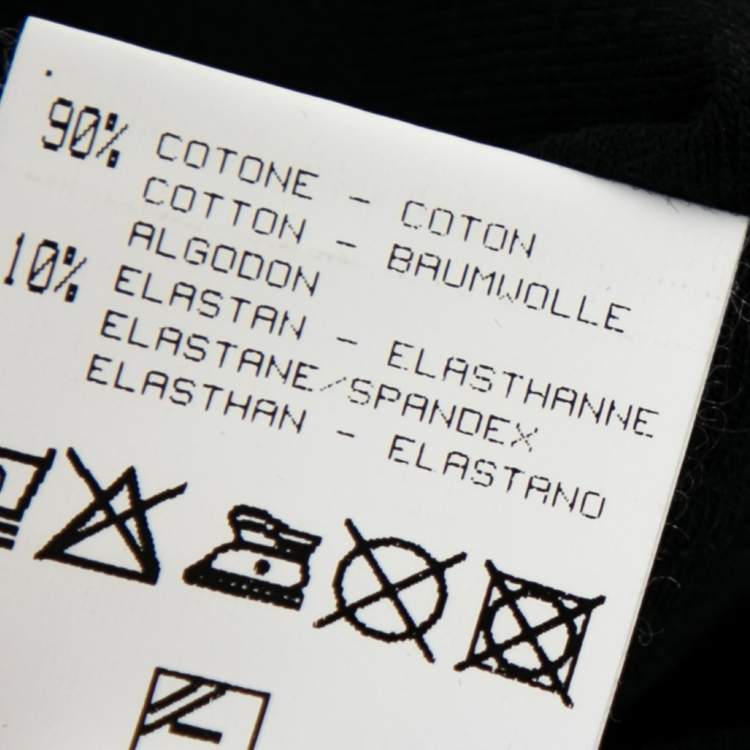 90% COTONE - COTON
COTTON - BAUMWOLLE
ALGODON
10% ELASTAN - ELASTHANNE
ELASTANE/SPANDEX
ELASTHAN - ELASTANO